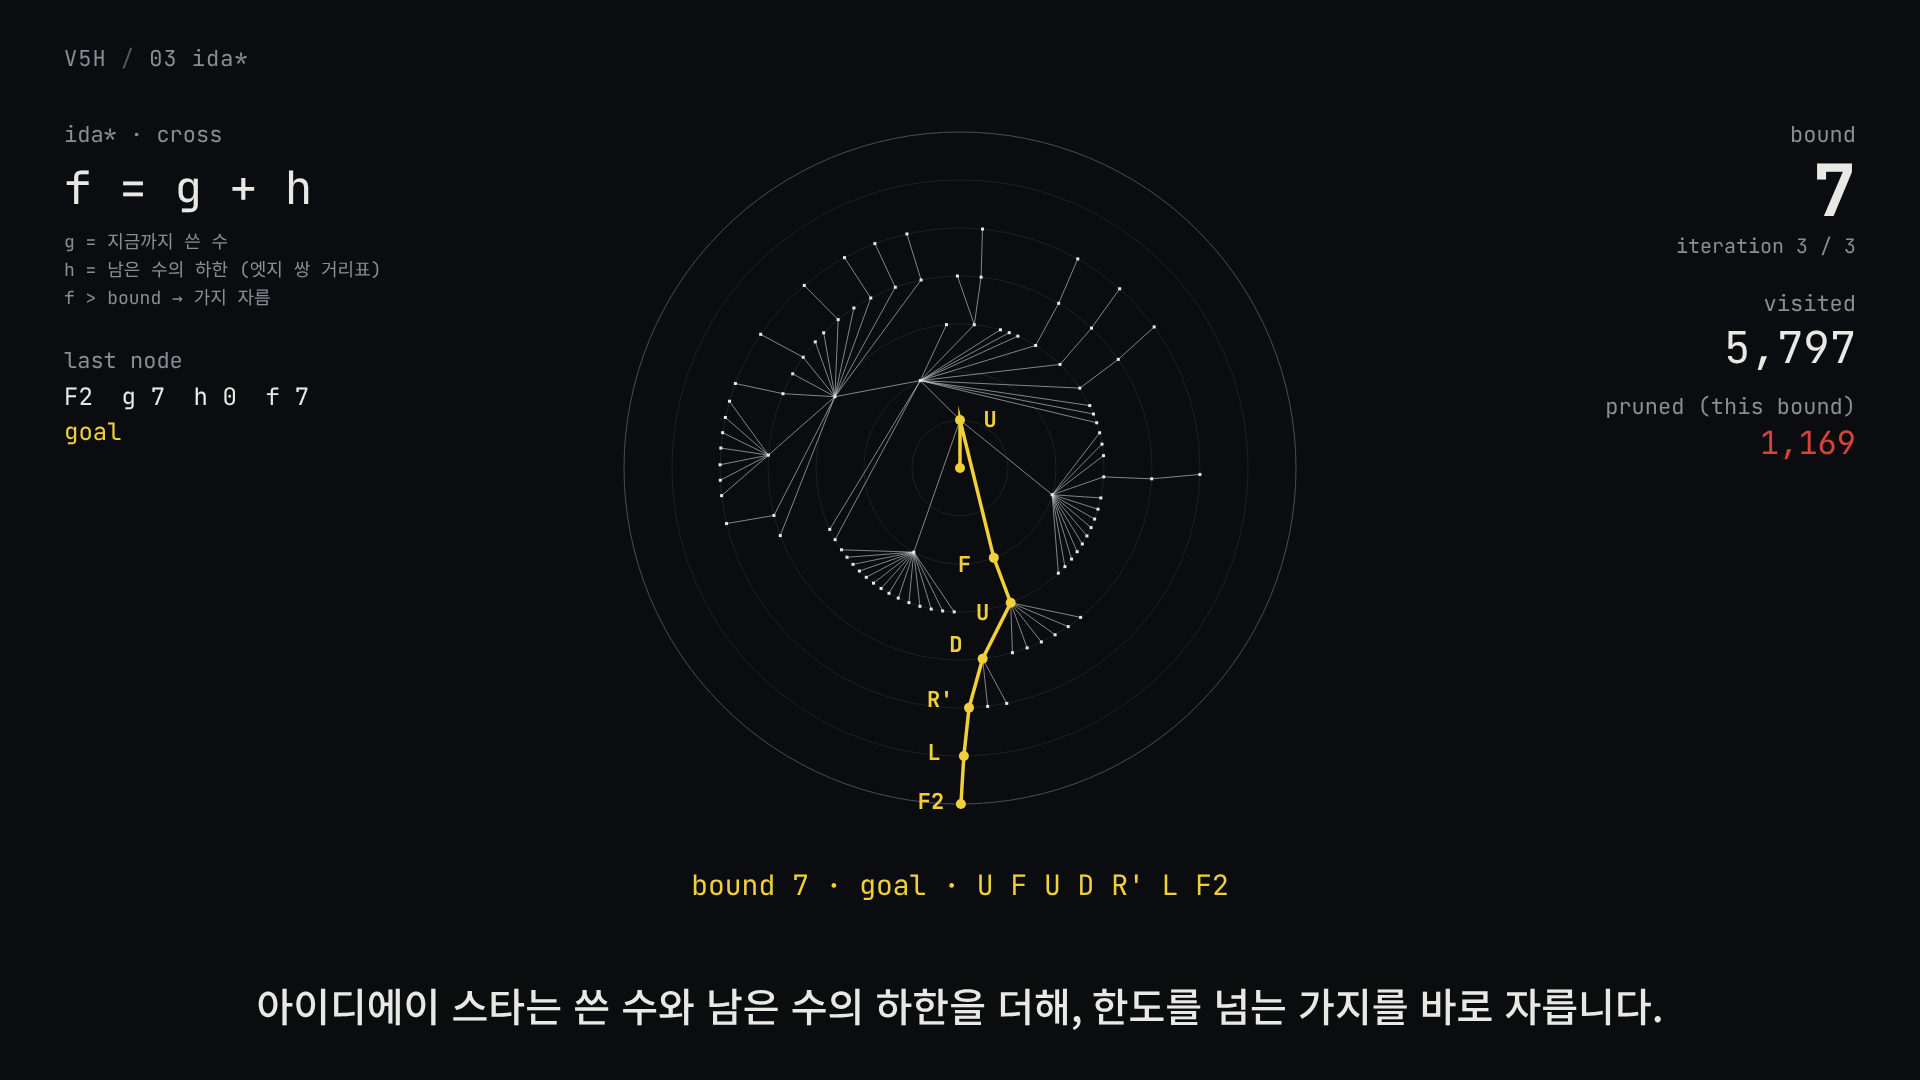 V5H / 03 ida*
ida* · cross
f = g + h
g = 지금까지 쓴 수
h = 남은 수의 하한 (엣지 쌍 거리표)
f > bound → 가지 자름
last node
F2 g 7 h 0 f 7
goal
bound
7
iteration 3 / 3
visited
5,797
pruned (this bound)
1,169
U
F
U
D
R'
L
F2
bound 7 · goal · U F U D R' L F2
아이디에이 스타는 쓴 수와 남은 수의 하한을 더해, 한도를 넘는 가지를 바로 자릅니다.